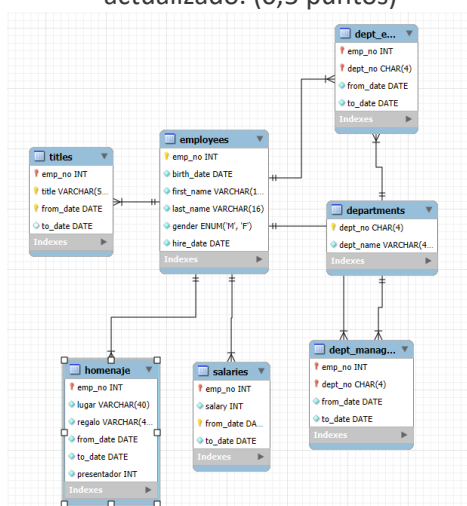 actualizado. (0,5 puntos)
dept_e...
emp_no INT
dept_no CHAR(4)
from_date DATE
to_date DATE
Indexes
employees
emp_no INT
birth_date DATE
first_name VARCHAR(1...
last_name VARCHAR(16)
gender ENUM('M', 'F')
hire_date DATE
Indexes
titles
emp_no INT
title VARCHAR(5...
from_date DATE
to_date DATE
Indexes
departments
dept_no CHAR(4)
dept_name VARCHAR(4...
Indexes
homenaje
emp_no INT
lugar VARCHAR(40)
regalo VARCHAR(4...
from_date DATE
to_date DATE
presentador INT
Indexes
salaries
emp_no INT
salary INT
from_date DA...
to_date DATE
Indexes
dept_manag...
emp_no INT
dept_no CHAR(4)
from_date DATE
to_date DATE
Indexes